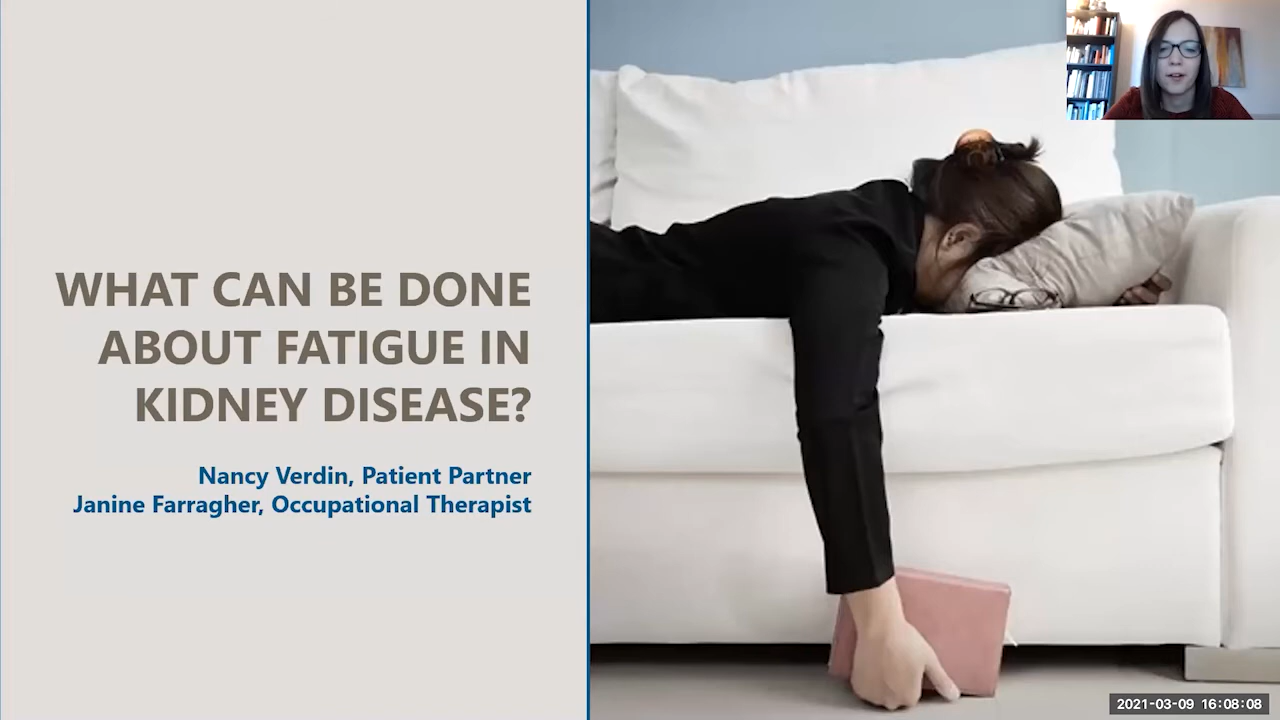 WHAT CAN BE DONE
ABOUT FATIGUE IN
KIDNEY DISEASE?
Nancy Verdin, Patient Partner
Janine Farragher, Occupational Therapist
2021-03-09 16:08:08